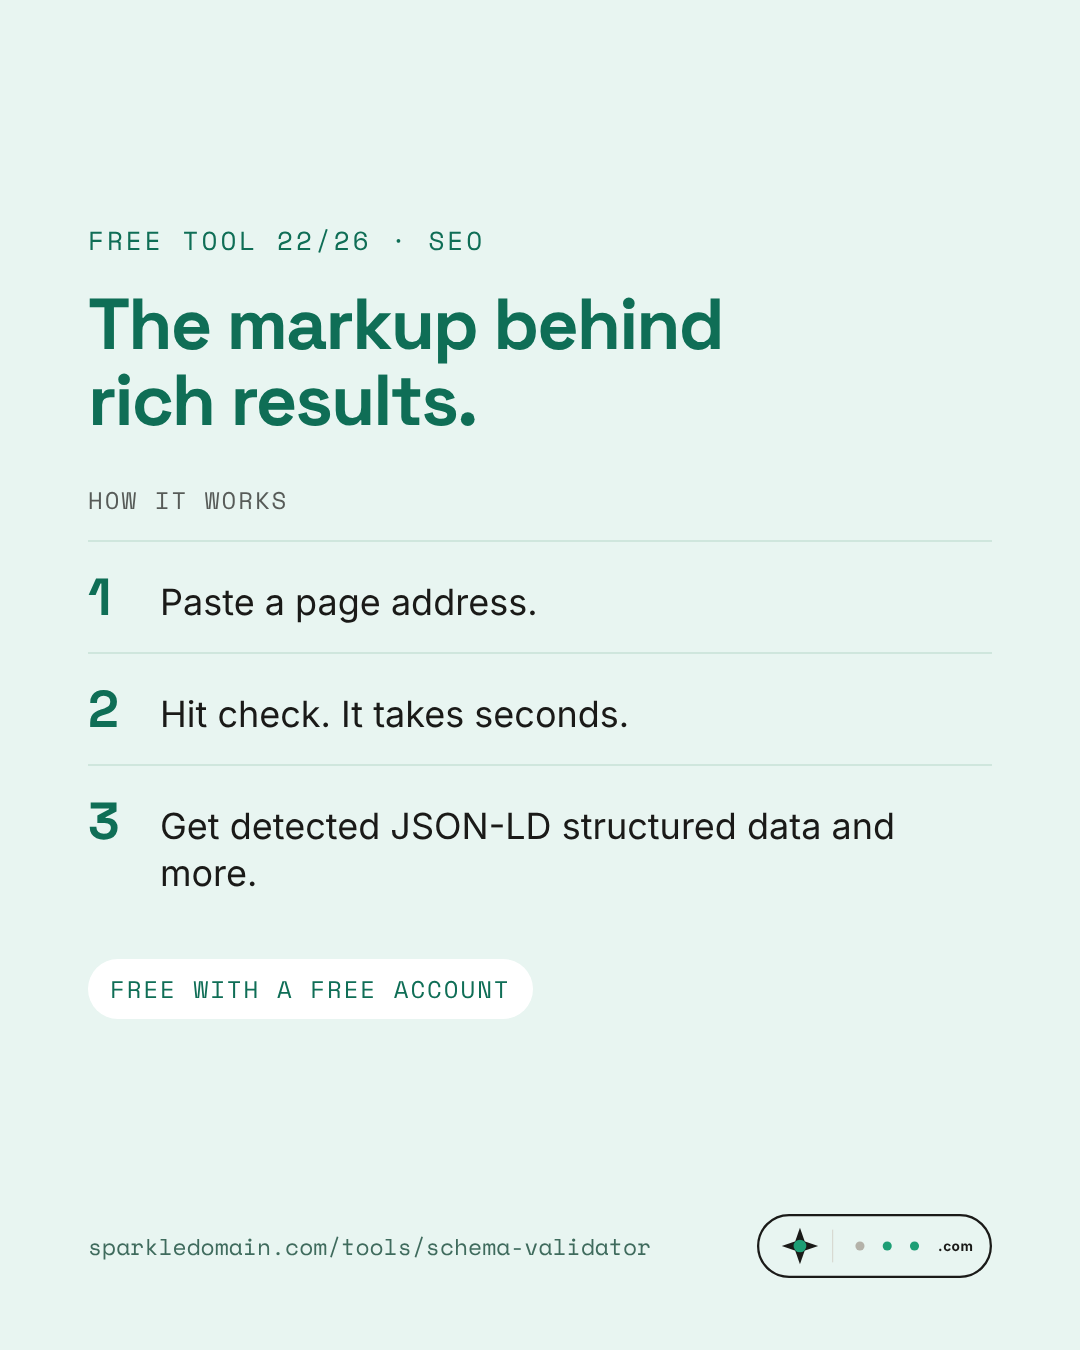 FREE TOOL 22/26 · SEO
The markup behind
rich results.
HOW IT WORKS
1 Paste a page address.
2 Hit check. It takes seconds.
3 Get detected JSON-LD structured data and
more.
FREE WITH A FREE ACCOUNT
sparkledomain.com/tools/schema-validator
.com